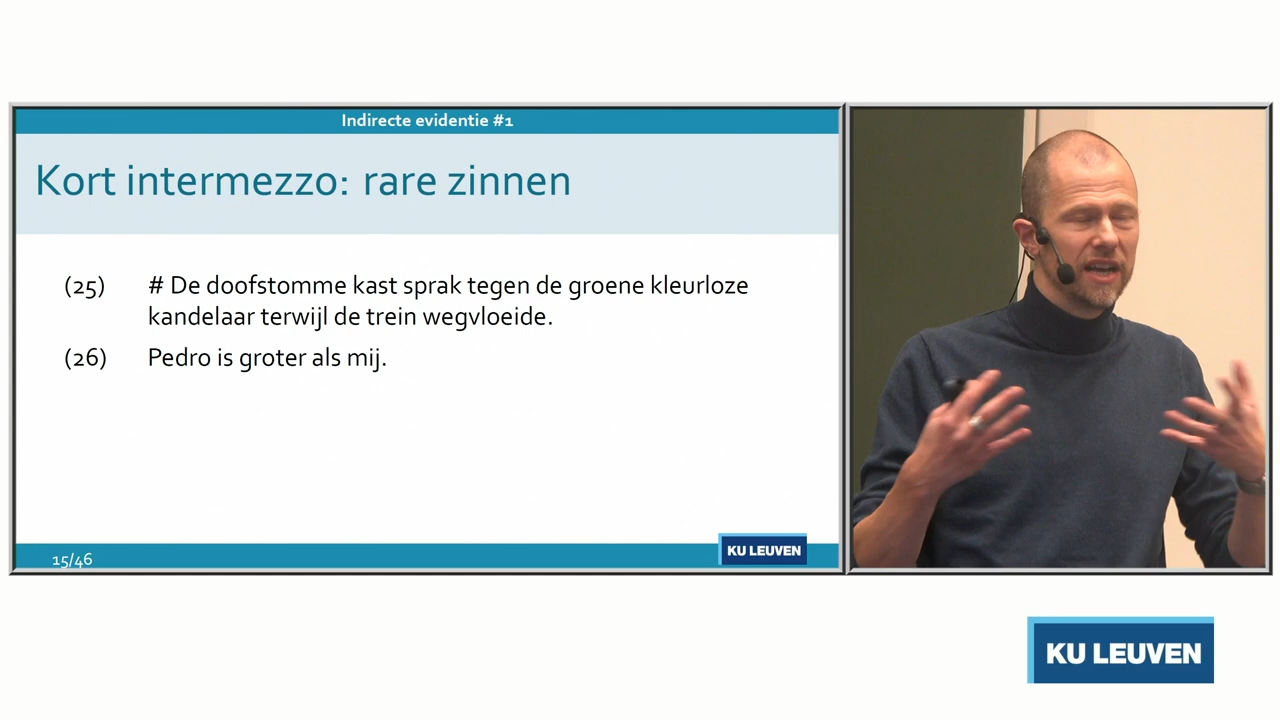 Indirecte evidentie #1
Kort intermezzo: rare zinnen
(25) # De doofstomme kast sprak tegen de groene kleurloze
kandelaar terwijl de trein wegvloeide.
(26) Pedro is groter als mij.
15/46
KU LEUVEN
KU LEUVEN